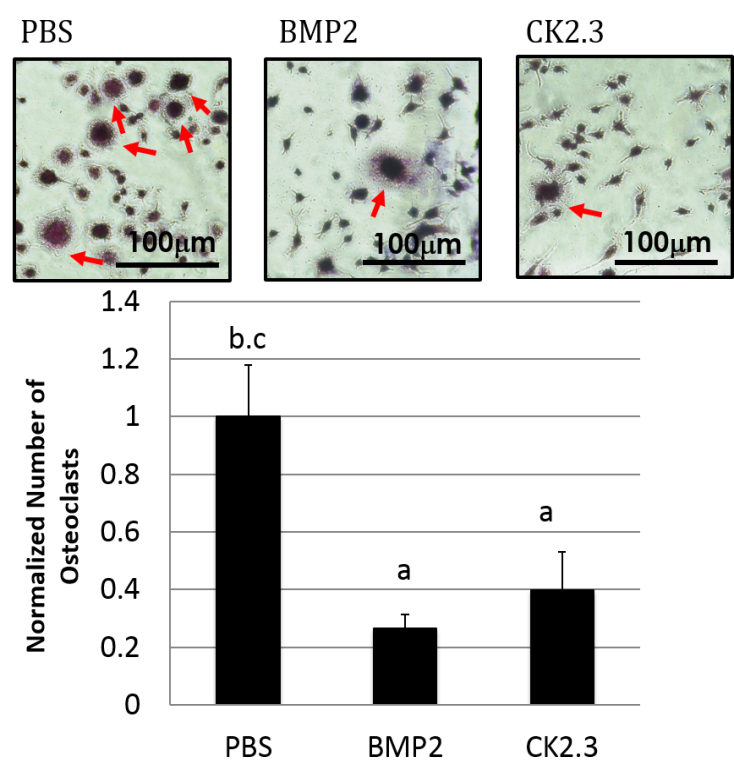 PBS
BMP2
CK2.3
100μm
100μm
100μm
Normalized Number of
Osteoclasts
1.4
1.2
1
0.8
0.6
0.4
0.2
0
b.c
a
a
PBS
BMP2
CK2.3